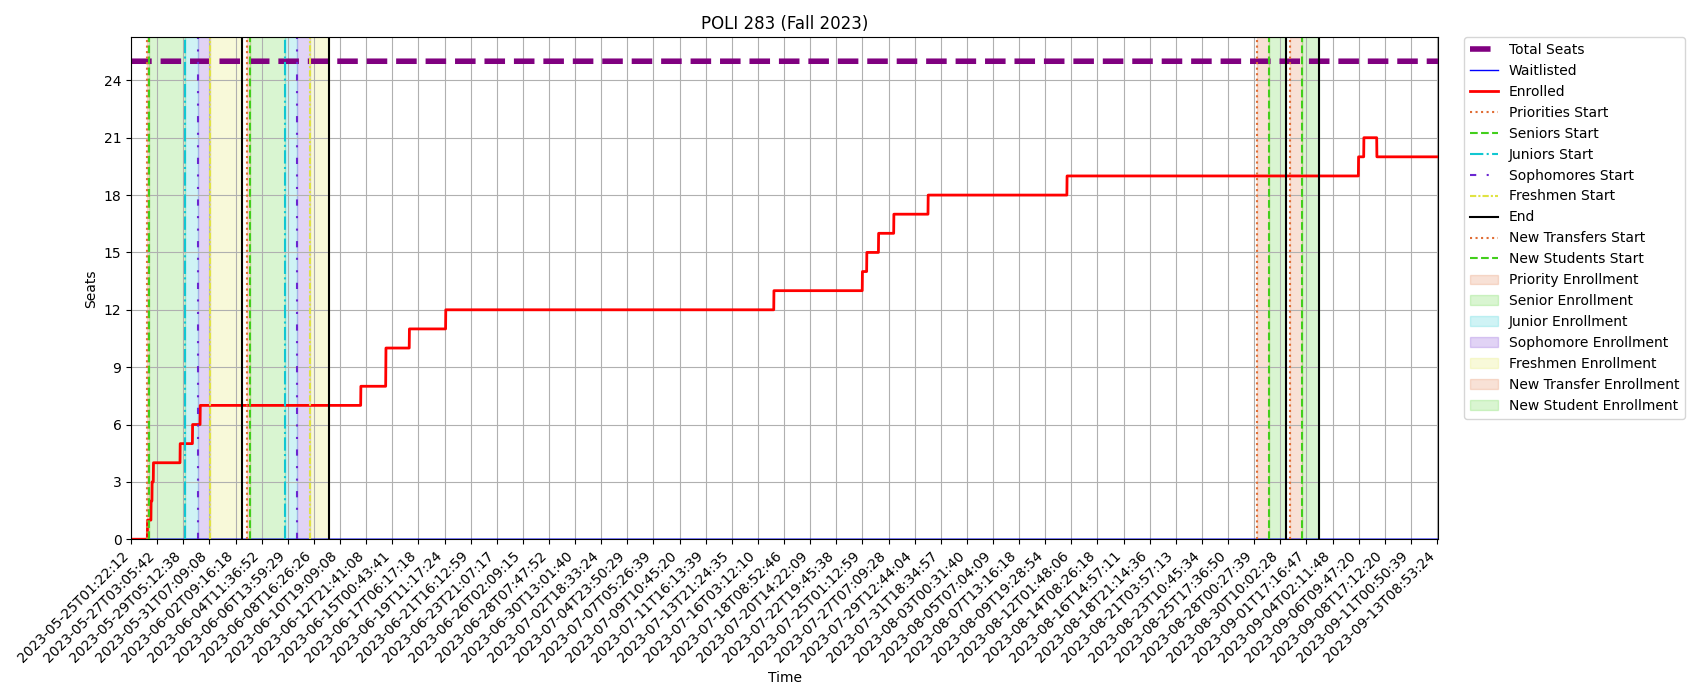 POLI 283 (Fall 2023)
Seats
24
21
18
15
12
9
6
3
0
2023-05-25T01:22:12
2023-05-27T03:05:42
2023-05-29T05:12:38
2023-05-31T07:09:08
2023-06-02T09:16:18
2023-06-04T11:36:52
2023-06-06T13:59:29
2023-06-08T16:26:26
2023-06-10T19:09:08
2023-06-12T21:41:08
2023-06-15T00:43:41
2023-06-17T06:17:18
2023-06-19T11:17:24
2023-06-21T16:12:59
2023-06-23T21:07:17
2023-06-26T02:09:15
2023-06-28T07:47:52
2023-06-30T13:01:40
2023-07-02T18:33:24
2023-07-04T23:50:29
2023-07-07T05:26:39
2023-07-09T10:45:20
2023-07-11T16:13:39
2023-07-13T21:24:35
2023-07-16T03:12:10
2023-07-18T08:52:46
2023-07-20T14:22:09
2023-07-22T19:45:38
2023-07-25T01:12:59
2023-07-27T07:09:28
2023-07-29T12:44:04
2023-07-31T18:34:57
2023-08-03T00:31:40
2023-08-05T07:04:09
2023-08-07T13:16:18
2023-08-09T19:28:54
2023-08-12T01:48:06
2023-08-14T08:26:18
2023-08-16T14:57:11
2023-08-18T21:14:36
2023-08-21T03:57:13
2023-08-23T10:45:34
2023-08-25T17:36:50
2023-08-28T00:27:39
2023-08-30T10:02:28
2023-09-01T17:16:47
2023-09-04T02:11:48
2023-09-06T09:47:20
2023-09-08T17:12:20
2023-09-11T00:50:39
2023-09-13T08:53:24
Time
Total Seats
Waitlisted
Enrolled
Priorities Start
Seniors Start
Juniors Start
Sophomores Start
Freshmen Start
End
New Transfers Start
New Students Start
Priority Enrollment
Senior Enrollment
Junior Enrollment
Sophomore Enrollment
Freshmen Enrollment
New Transfer Enrollment
New Student Enrollment